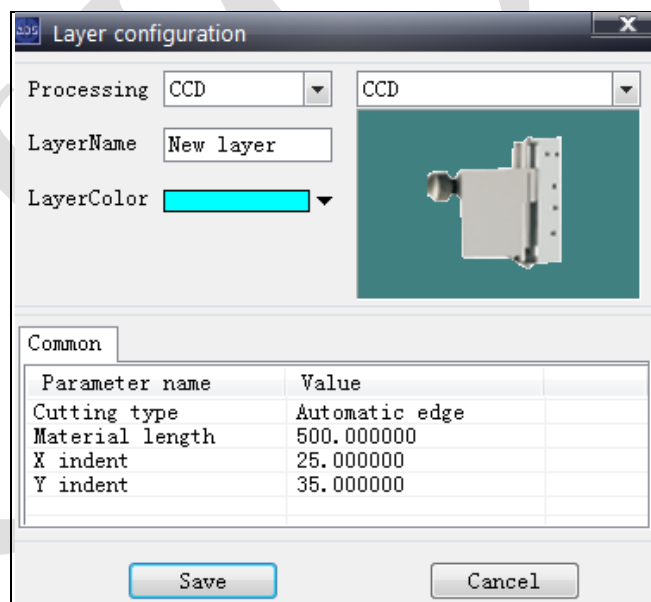 AOS Layer configuration X
Processing CCD CCD
LayerName New layer
LayerColor
Common
Parameter name Value
Cutting type Automatic edge
Material length 500.000000
X indent 25.000000
Y indent 35.000000
Save Cancel